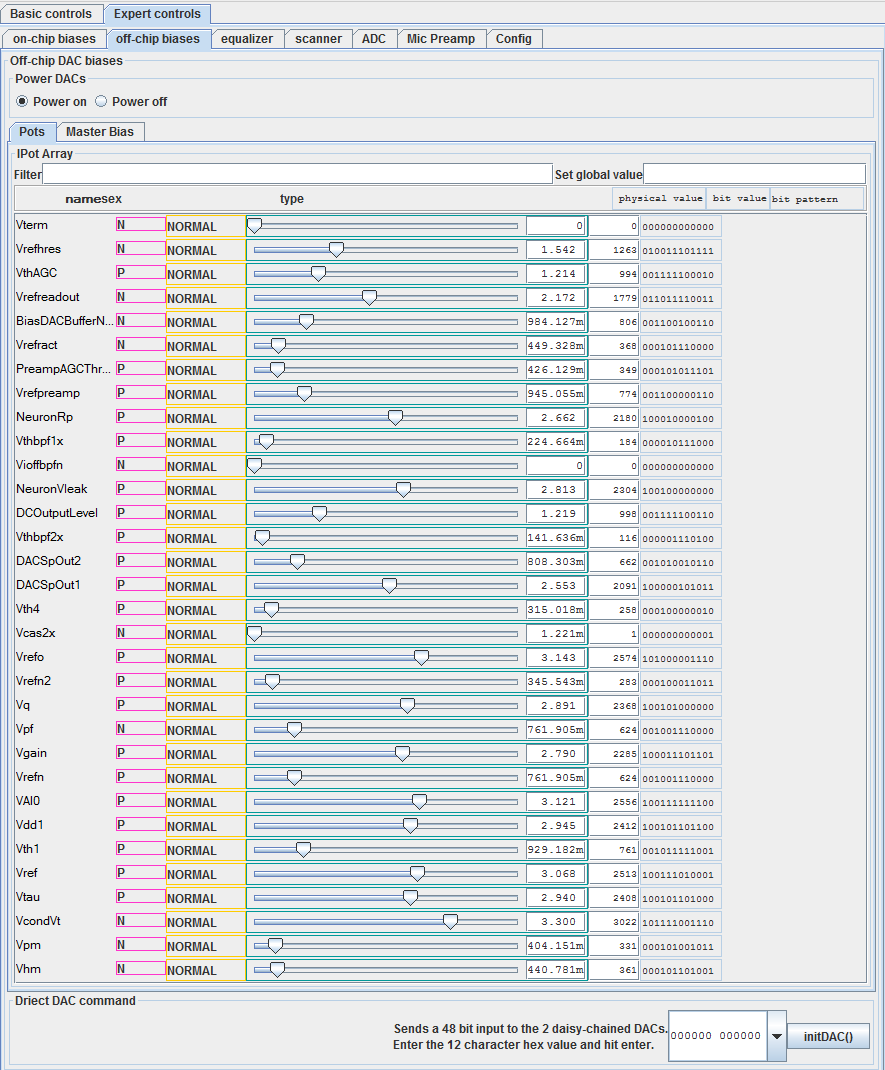 Basic controls Expert controls
on-chip biases off-chip biases equalizer scanner ADC Mic Preamp Config
Off-chip DAC biases
Power DACs
Power on Power off
Pots Master Bias
IPot Array
Filter Set global value
namesex type physical value bit value bit pattern
Vterm N NORMAL 0 0 000000000000
Vrefhres N NORMAL 1.542 1263 010011101111
VthAGC P NORMAL 1.214 994 001111100010
Vrefreadout N NORMAL 2.172 1779 011011110011
BiasDACBufferN... N NORMAL 984.127m 806 001100100110
Vrefract N NORMAL 449.328m 368 000101110000
PreampAGCThr... P NORMAL 426.129m 349 000101011101
Vrefpreamp P NORMAL 945.055m 774 001100000110
NeuronRp P NORMAL 2.662 2180 100010000100
Vthbpf1x P NORMAL 224.664m 184 000010111000
Vioffbpfn N NORMAL 0 0 000000000000
NeuronVleak P NORMAL 2.813 2304 100100000000
DCOutputLevel P NORMAL 1.219 998 001111100110
Vthbpf2x P NORMAL 141.636m 116 000001110100
DACSpOut2 P NORMAL 808.303m 662 001010010110
DACSpOut1 P NORMAL 2.553 2091 100000101011
Vth4 P NORMAL 315.018m 258 000100000010
Vcas2x N NORMAL 1.221m 1 000000000001
Vrefo P NORMAL 3.143 2574 101000001110
Vrefn2 P NORMAL 345.543m 283 000100011011
Vq P NORMAL 2.891 2368 100101000000
Vpf N NORMAL 761.905m 624 001001110000
Vgain P NORMAL 2.790 2285 100011101101
Vrefn P NORMAL 761.905m 624 001001110000
VAI0 P NORMAL 3.121 2556 100111111100
Vdd1 P NORMAL 2.945 2412 100101101100
Vth1 P NORMAL 929.182m 761 001011111001
Vref P NORMAL 3.068 2513 100111010001
Vtau P NORMAL 2.940 2408 100101101000
VcondVt N NORMAL 3.300 3022 101111001110
Vpm N NORMAL 404.151m 331 000101001011
Vhm N NORMAL 440.781m 361 000101101001
Driect DAC command
Sends a 48 bit input to the 2 daisy-chained DACs.
Enter the 12 character hex value and hit enter.
000000 000000 initDAC()